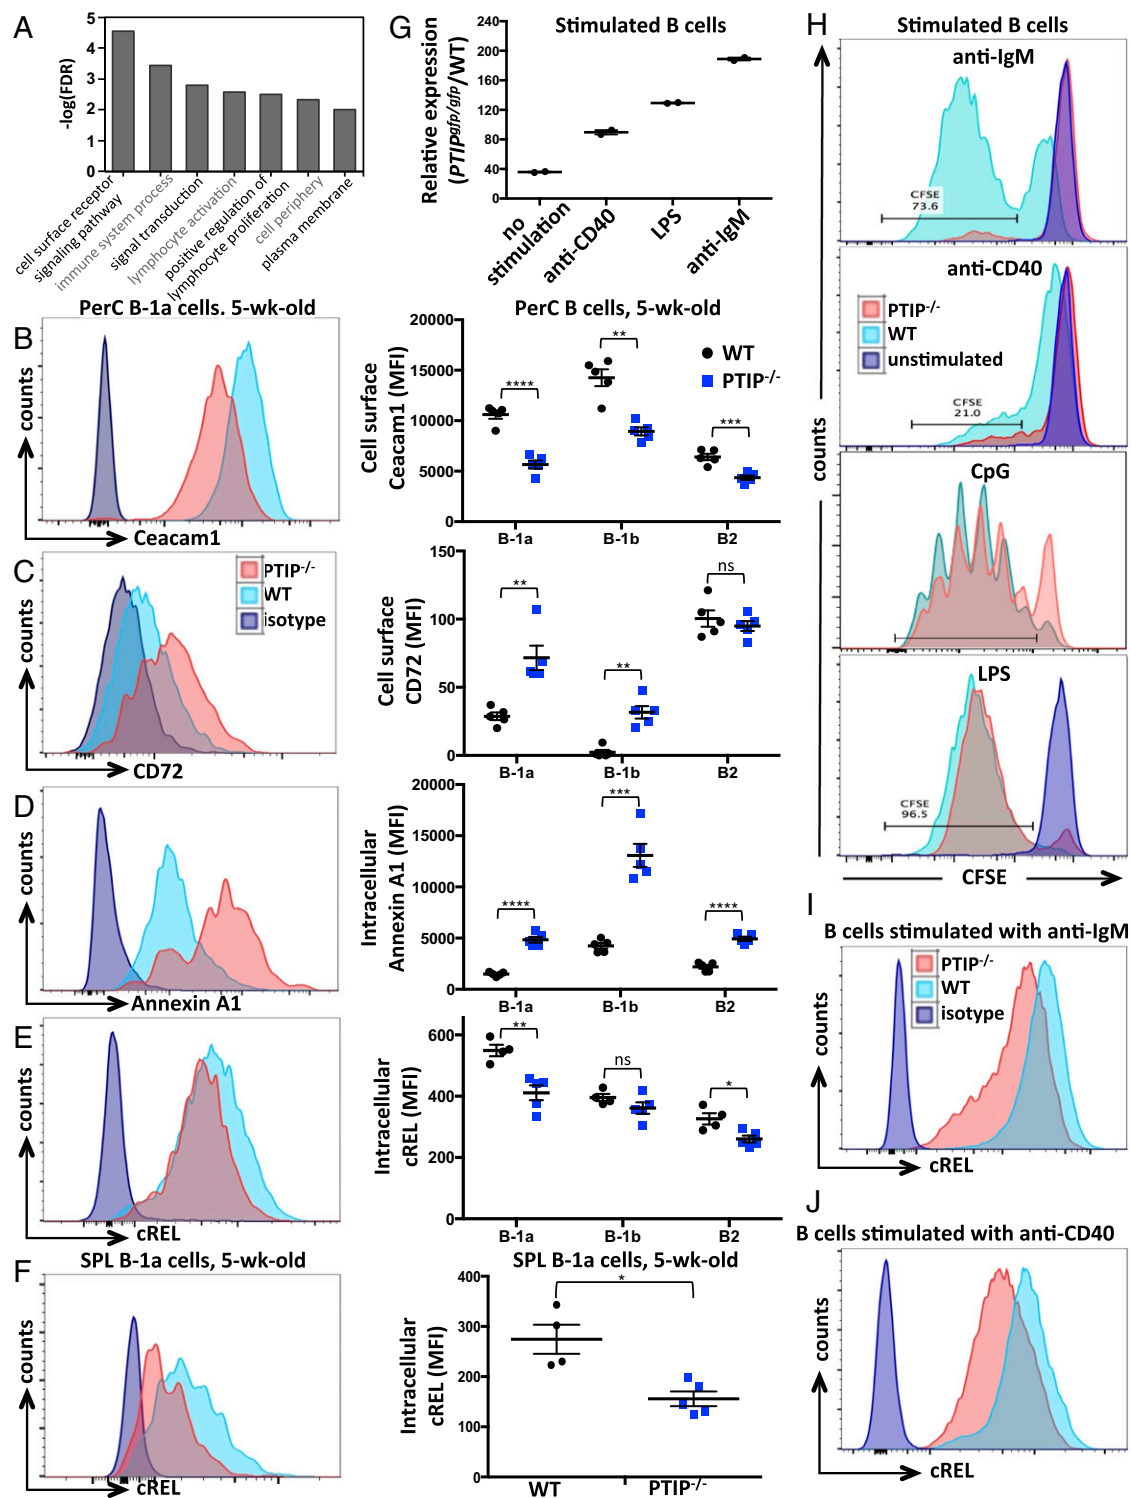 A
5
4
3
2
1
0
-log(FDR)
cell surface receptor
signaling pathway
immune system process
signal transduction
lymphocyte activation
positive regulation of
lymphocyte proliferation
cell periphery
plasma membrane
G
Stimulated B cells
240
200
160
120
80
40
0
Relative expression
(PTIPgfp/gfp/WT)
no
stimulation
anti-CD40
LPS
anti-IgM
H
Stimulated B cells
anti-IgM
CFSE
73.6
anti-CD40
PTIP-/-
WT
unstimulated
CFSE
21.0
CpG
LPS
CFSE
96.5
counts
CFSE
B
PerC B-1a cells. 5-wk-old
counts
Ceacam1
PerC B cells, 5-wk-old
20000
15000
10000
5000
0
Cell surface
Ceacam1 (MFI)
****
**
***
WT
PTIP-/-
B-1a
B-1b
B2
C
PTIP-/-
WT
isotype
counts
CD72
150
100
50
0
Cell surface
CD72 (MFI)
**
**
ns
B-1a
B-1b
B2
D
counts
Annexin A1
20000
15000
10000
5000
0
Intracellular
Annexin A1 (MFI)
****
***
****
B-1a
B-1b
B2
E
counts
cREL
600
400
200
0
Intracellular
cREL (MFI)
**
ns
*
B-1a
B-1b
B2
F
SPL B-1a cells, 5-wk-old
counts
cREL
SPL B-1a cells, 5-wk-old
400
300
200
100
0
Intracellular
cREL (MFI)
*
WT
PTIP-/-
I
B cells stimulated with anti-IgM
PTIP-/-
WT
isotype
counts
cREL
J
B cells stimulated with anti-CD40
counts
cREL